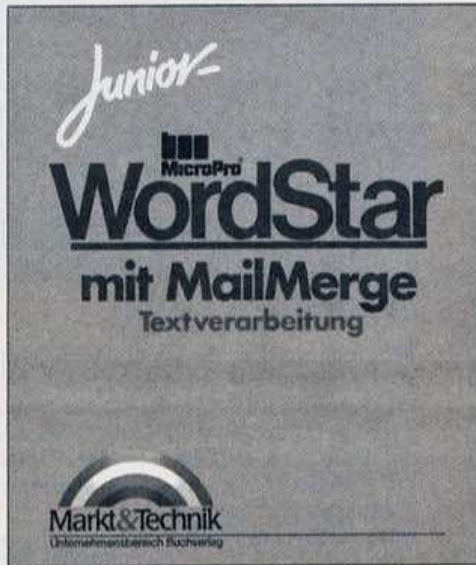 Junior-
MicroPro®
WordStar
mit MailMerge
Textverarbeitung
Markt&Technik
Unternehmensbereich Buchverlag